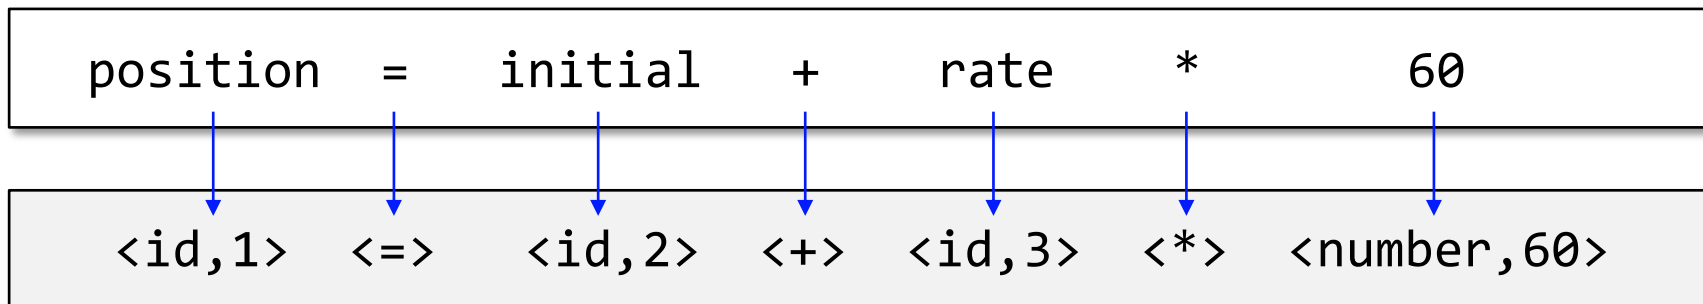 position = initial + rate * 60
<id,1> <=> <id,2> <+> <id,3> <*> <number,60>